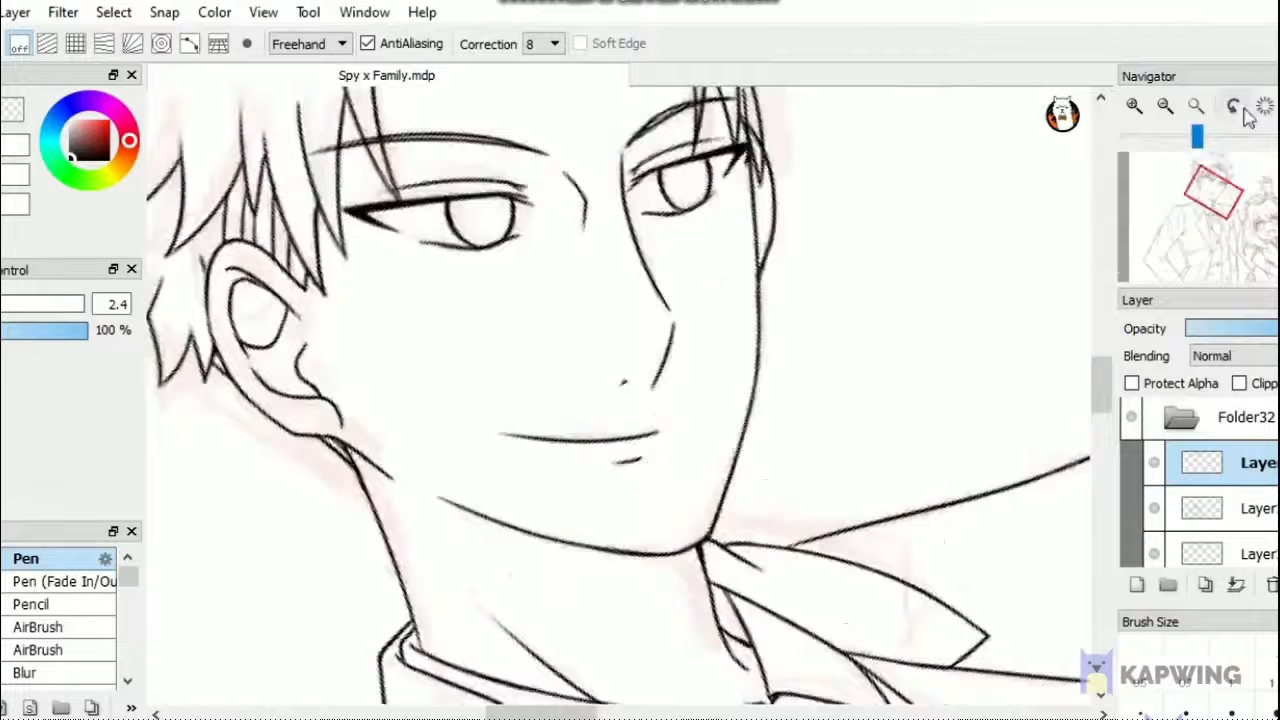 Layer Filter Select Snap Color View Tool Window Help
off Freehand AntiAliasing Correction 8 Soft Edge
Spy x Family.mdp
Navigator
ontrol
2.4
100 %
Layer
Opacity
Blending Normal
Protect Alpha Clipp
Folder32
Laye
Layer
Layer
Pen
Pen (Fade In/Ou
Pencil
AirBrush
AirBrush
Blur
Brush Size
KAPWING